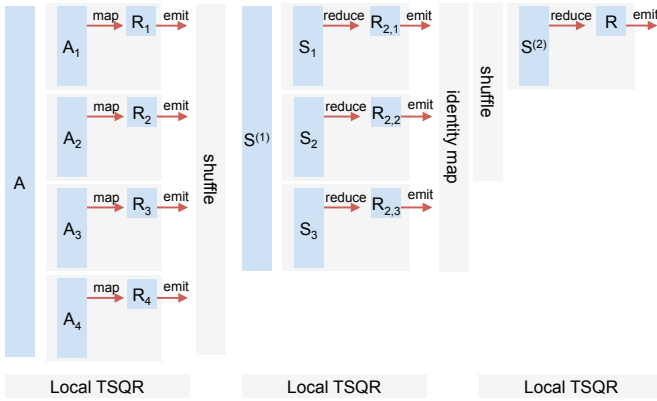 A
A₁
map
R₁
emit
A₂
map
R₂
emit
A₃
map
R₃
emit
A₄
map
R₄
emit
shuffle
S⁽¹⁾
S₁
reduce
R₂,₁
emit
S₂
reduce
R₂,₂
emit
S₃
reduce
R₂,₃
emit
identity map
shuffle
S⁽²⁾
reduce
R
emit
Local TSQR
Local TSQR
Local TSQR